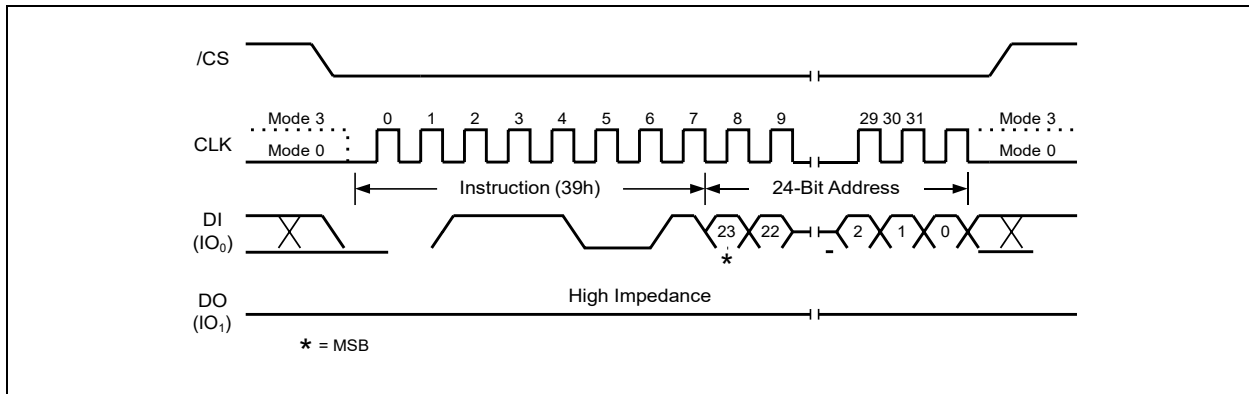 /CS
Mode 3 0 1 2 3 4 5 6 7 8 9 29 30 31 Mode 3
CLK Mode 0 Mode 0
Instruction (39h) 24-Bit Address
DI
(IO₀) 23 22 2 1 0
*
High Impedance
DO
(IO₁)
* = MSB